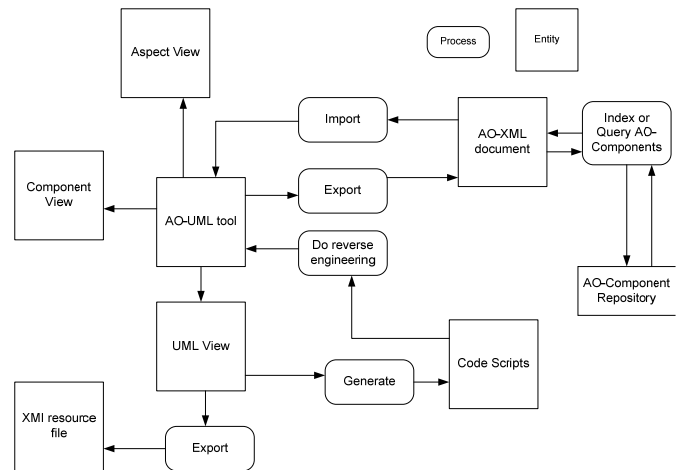 Aspect View
Process
Entity
Import
AO-XML
document
Index or
Query AO-
Components
Component
View
AO-UML tool
Export
Do reverse
engineering
AO-Component
Repository
UML View
Code Scripts
Generate
XMI resource
file
Export